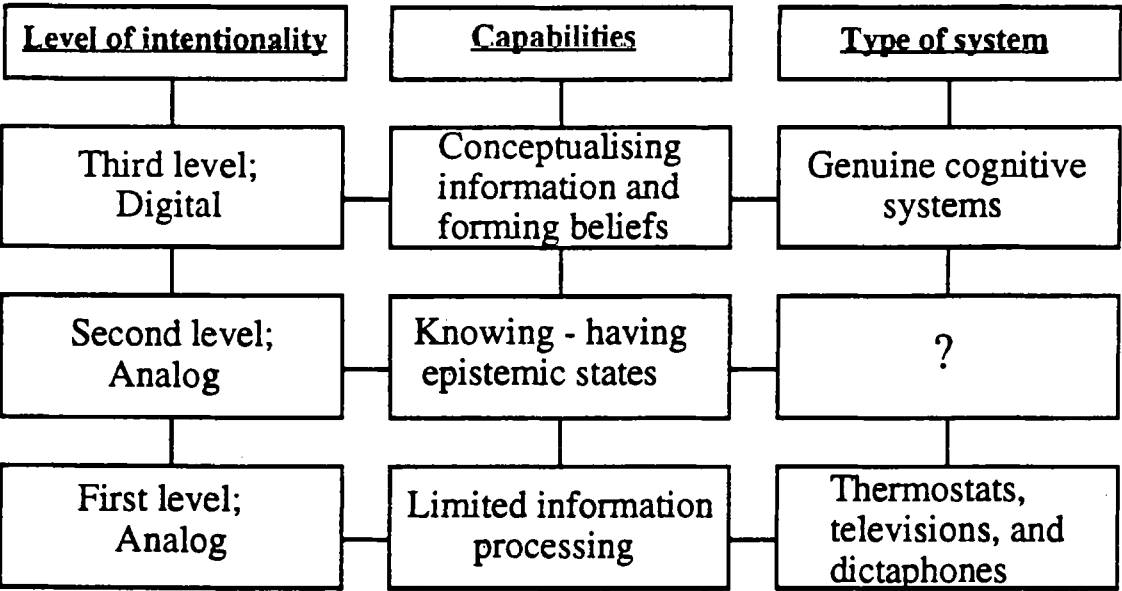 Level of intentionality
Capabilities
Type of system
Third level;
Digital
Conceptualising
information and
forming beliefs
Genuine cognitive
systems
Second level;
Analog
Knowing - having
epistemic states
?
First level;
Analog
Limited information
processing
Thermostats,
televisions, and
dictaphones